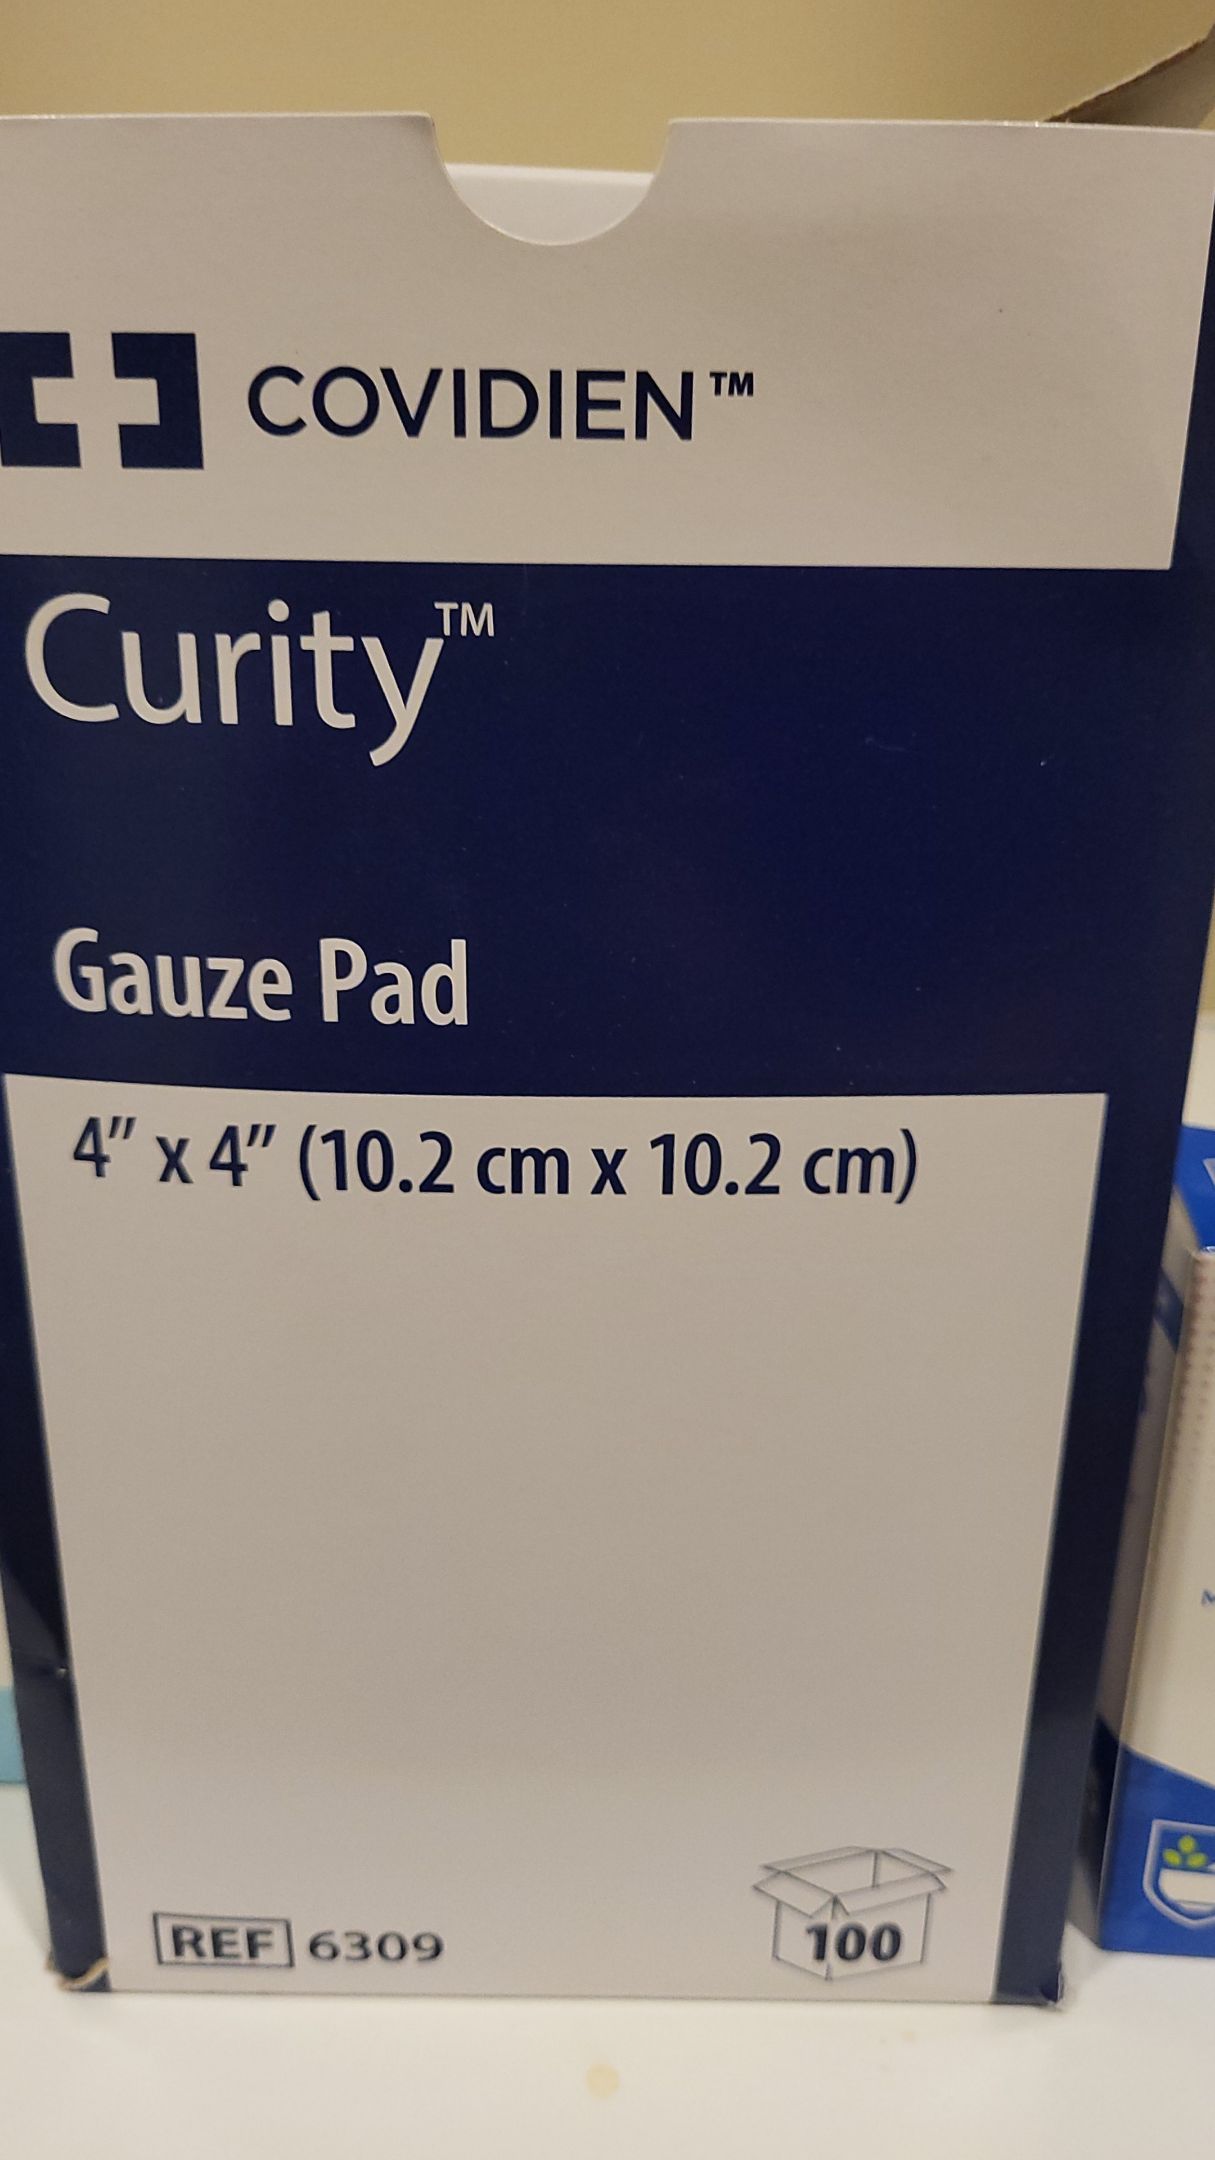 COVIDIEN™
Curity™
Gauze Pad
4" x 4" (10.2 cm x 10.2 cm)
REF 6309
100